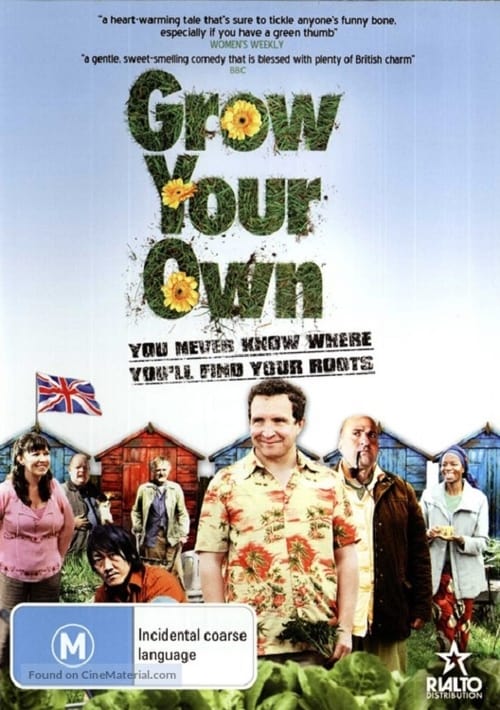 "a heart-warming tale that's sure to tickle anyone's funny bone,
especially if you have a green thumb"
WOMEN'S WEEKLY
"a gentle, sweet-smelling comedy that is blessed with plenty of British charm"
BBC
Grow
Your
Own
YOU NEVER KNOW WHERE
YOU'LL FIND YOUR ROOTS
M
Incidental coarse
language
Found on CineMaterial.com
RIALTO
DISTRIBUTION